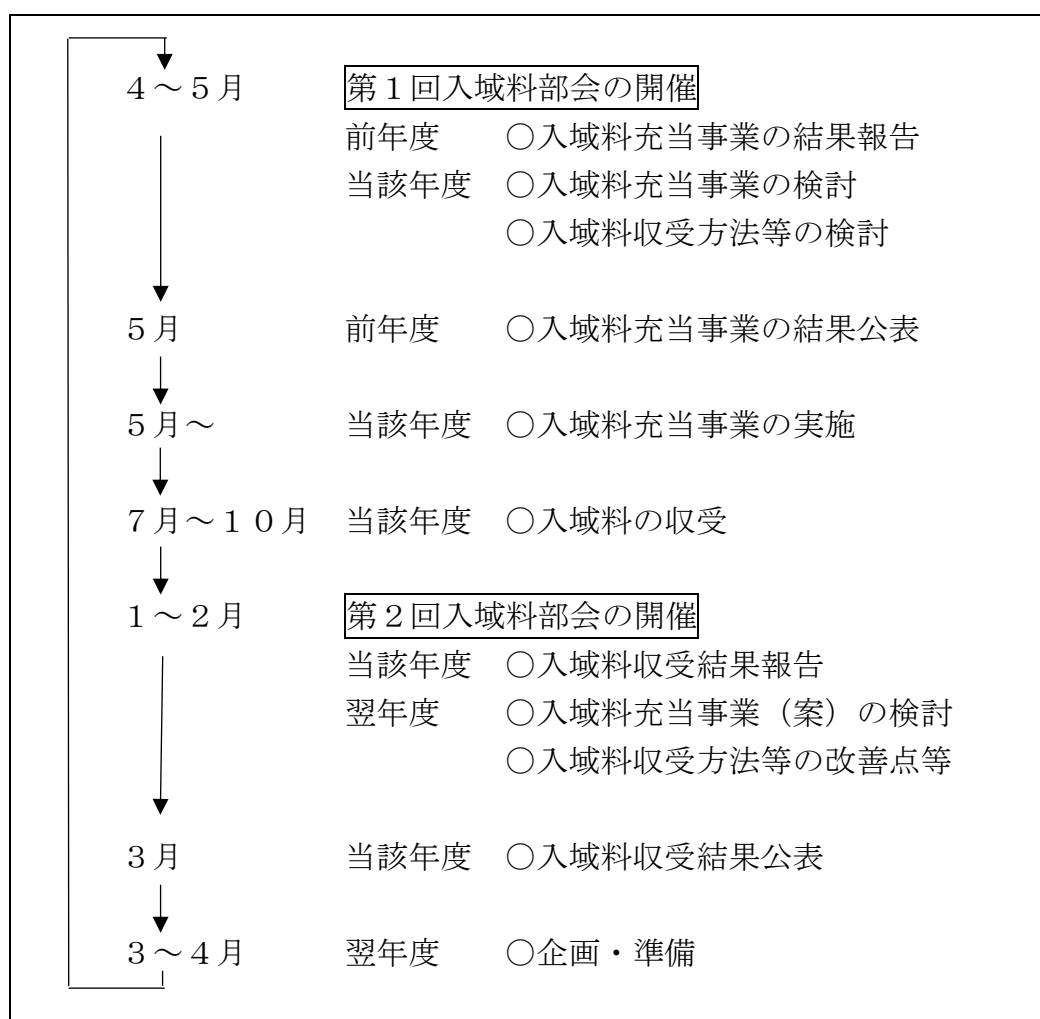 ４～５月　第１回入域料部会の開催
前年度　○入域料充当事業の結果報告
当該年度　○入域料充当事業の検討
○入域料収受方法等の検討
５月　前年度　○入域料充当事業の結果公表
５月～　当該年度　○入域料充当事業の実施
７月～１０月　当該年度　○入域料の収受
１～２月　第２回入域料部会の開催
当該年度　○入域料収受結果報告
翌年度　○入域料充当事業（案）の検討
○入域料収受方法等の改善点等
３月　当該年度　○入域料収受結果公表
３～４月　翌年度　○企画・準備